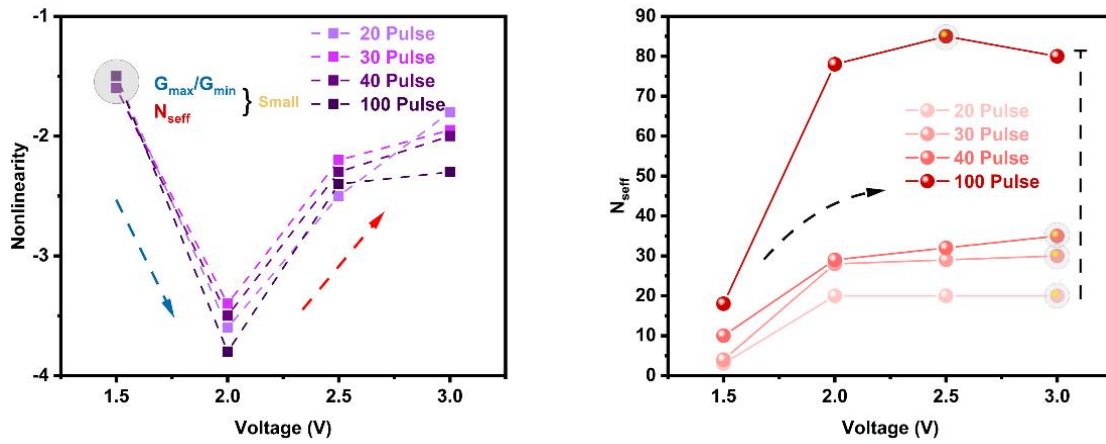 -1
-2
-3
-4
Nonlinearity
1.5 2.0 2.5 3.0
Voltage (V)
20 Pulse
30 Pulse
40 Pulse
100 Pulse
Gmax/Gmin
Nseff
} Small
90
80
70
60
50
40
30
20
10
0
Nseff
1.5 2.0 2.5 3.0
Voltage (V)
20 Pulse
30 Pulse
40 Pulse
100 Pulse